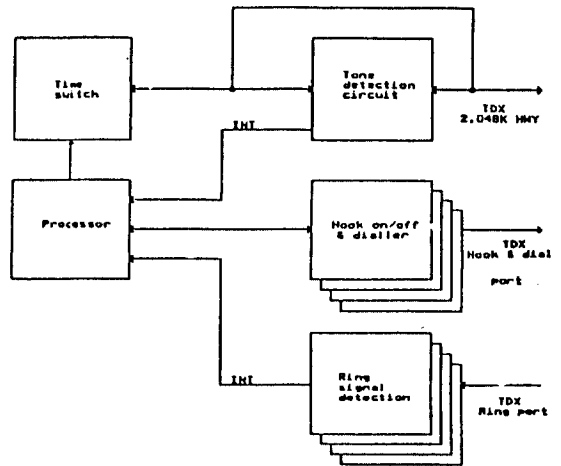 Time
switch
Tone
detection
circuit
TDX
2.048K HWY
INT
Processor
Hook on/off
& dialler
TDX
Hook & dial
port
INT
Ring
signal
detection
TDX
Ring port